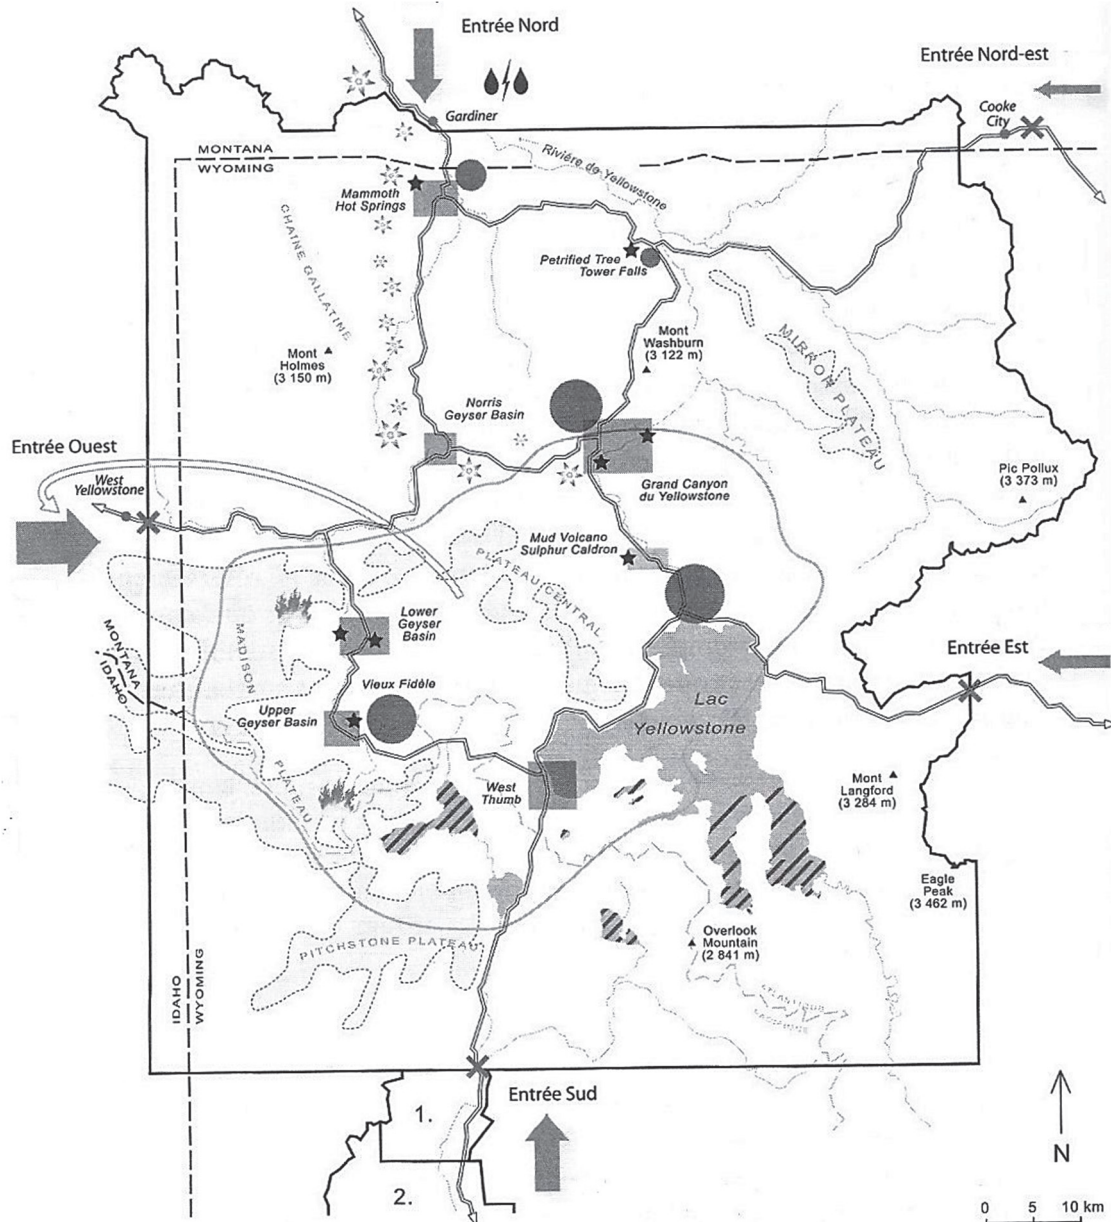 Entrée Nord
Entrée Nord-est
Gardiner
Cooke
City
MONTANA
WYOMING
Rivière de Yellowstone
Mammoth
Hot Springs
CHAINE GALLATINE
Petrified Tree
Tower Falls
Mont
Washburn
(3 122 m)
MIRROR PLATEAU
Mont
Holmes
(3 150 m)
Norris
Geyser Basin
Entrée Ouest
West
Yellowstone
Grand Canyon
du Yellowstone
Pic Pollux
(3 373 m)
Mud Volcano
Sulphur Caldron
PLATEAU CENTRAL
Lower
Geyser
Basin
MONTANA
IDAHO
MADISON
PLATEAU
Entrée Est
Vieux Fidèle
Upper
Geyser Basin
Lac
Yellowstone
West
Thumb
Mont
Langford
(3 284 m)
Eagle
Peak
(3 462 m)
Overlook
Mountain
(2 841 m)
PITCHSTONE PLATEAU
IDAHO
WYOMING
Entrée Sud
1.
2.
N
0 5 10 km